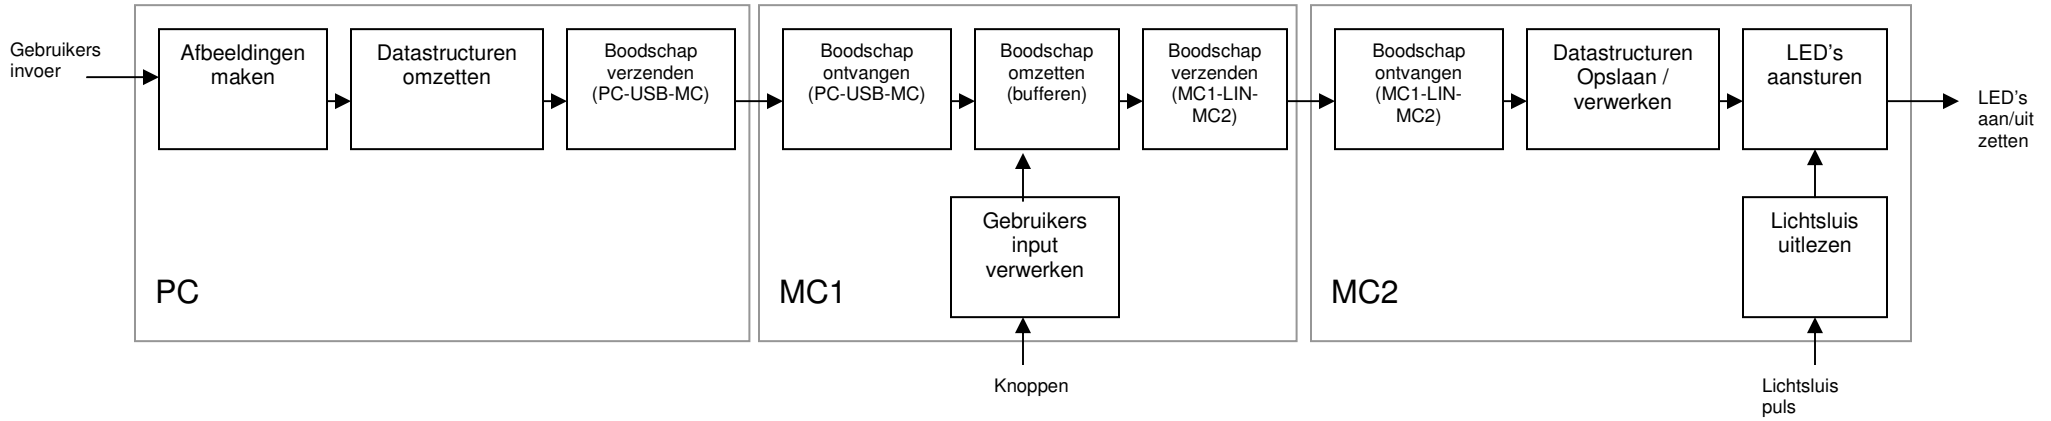 Gebruikers
invoer
Afbeeldingen
maken
Datastructuren
omzetten
Boodschap
verzenden
(PC-USB-MC)
PC
Boodschap
ontvangen
(PC-USB-MC)
Boodschap
omzetten
(bufferen)
Boodschap
verzenden
(MC1-LIN-
MC2)
Gebruikers
input
verwerken
MC1
Knoppen
Boodschap
ontvangen
(MC1-LIN-
MC2)
Datastructuren
Opslaan /
verwerken
LED's
aansturen
Lichtsluis
uitlezen
MC2
Lichtsluis
puls
LED's
aan/uit
zetten